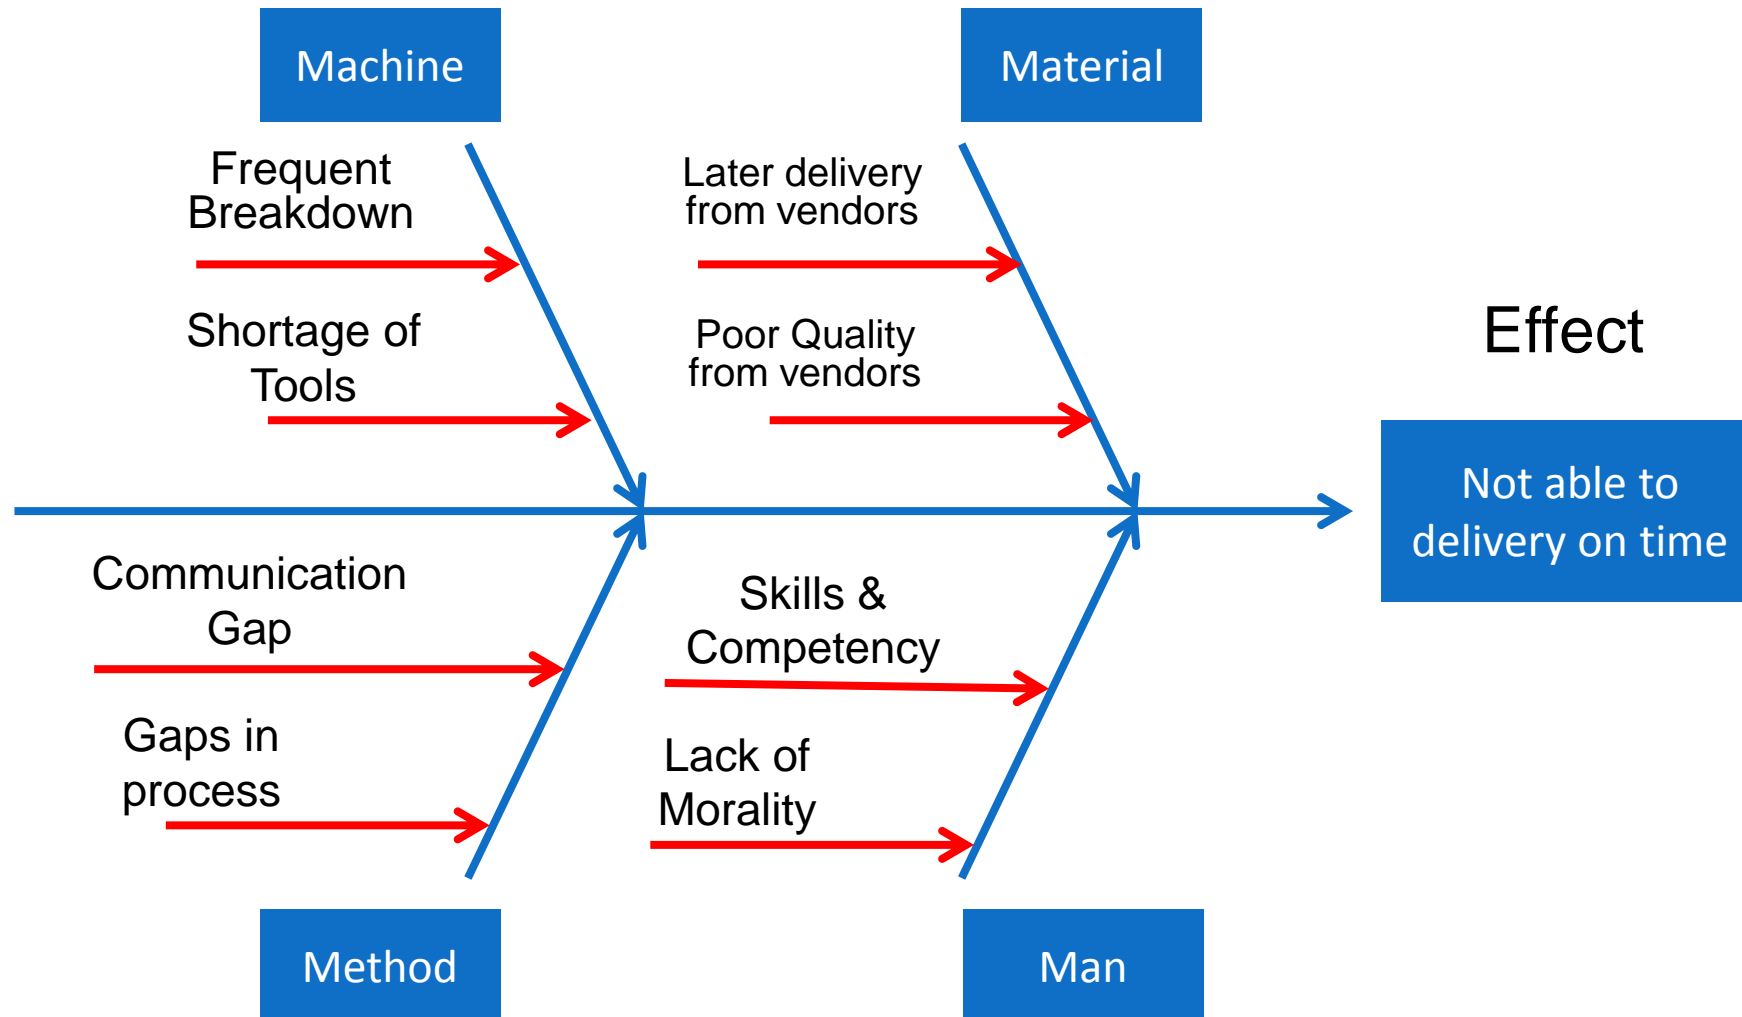 Machine
Material
Frequent
Breakdown
Later delivery
from vendors
Shortage of
Tools
Poor Quality
from vendors
Effect
Not able to
delivery on time
Communication
Gap
Skills &
Competency
Gaps in
process
Lack of
Morality
Method
Man